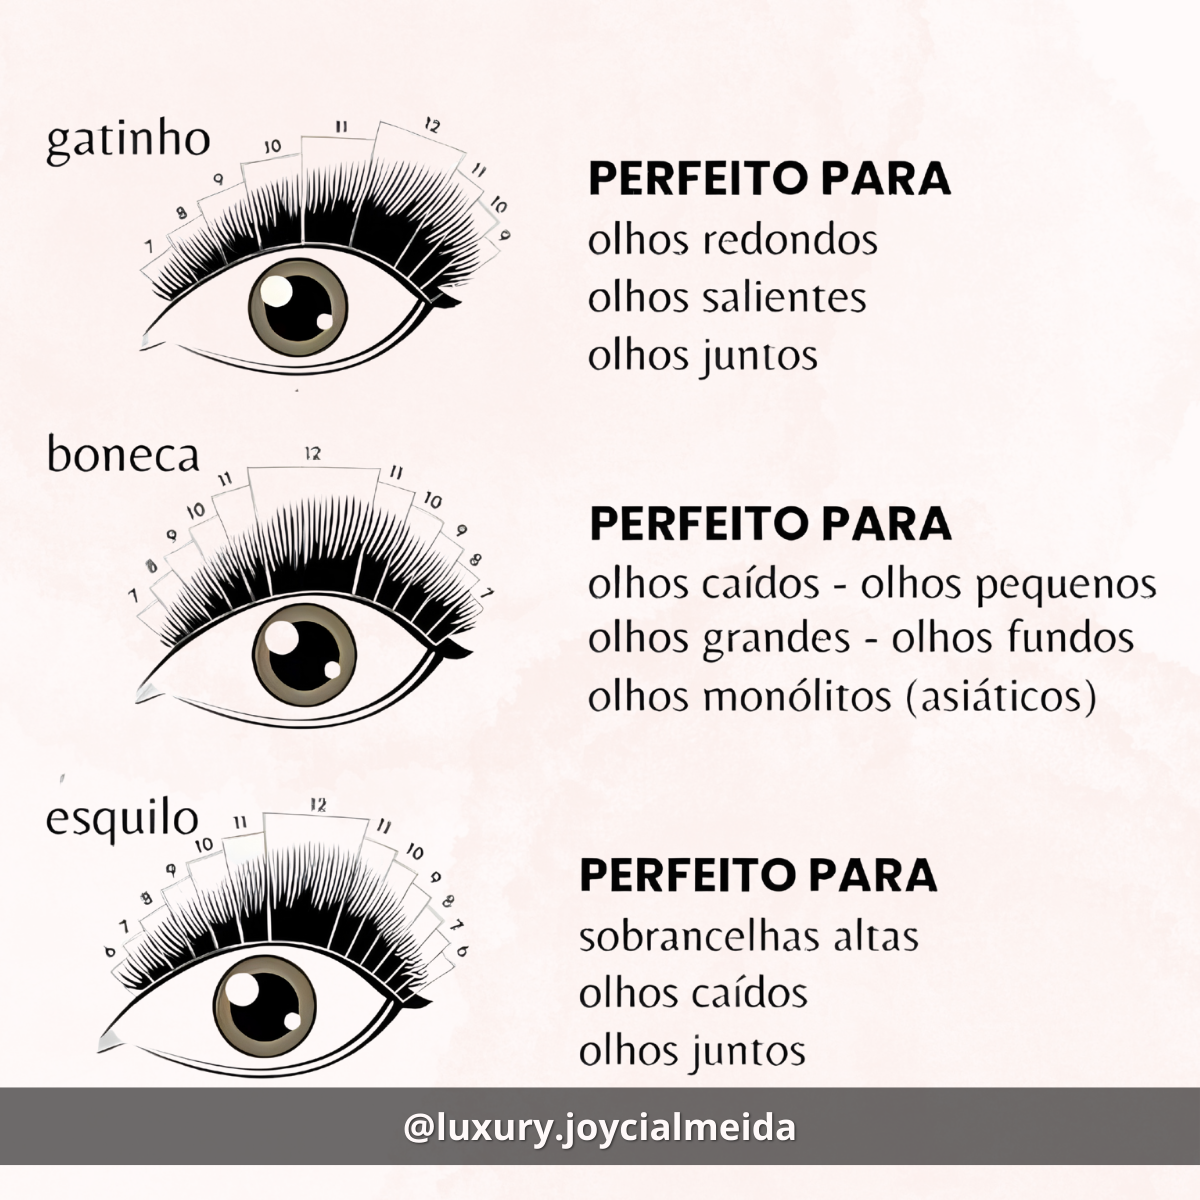 gatinho
7 8 9 10 11 12 11 10 9
PERFEITO PARA
olhos redondos
olhos salientes
olhos juntos
boneca
7 8 9 10 11 12 11 10 9 8 7
PERFEITO PARA
olhos caídos - olhos pequenos
olhos grandes - olhos fundos
olhos monólitos (asiáticos)
esquilo
6 7 8 9 10 11 12 11 10 9 8 7 6
PERFEITO PARA
sobrancelhas altas
olhos caídos
olhos juntos
@luxury.joycialmeida